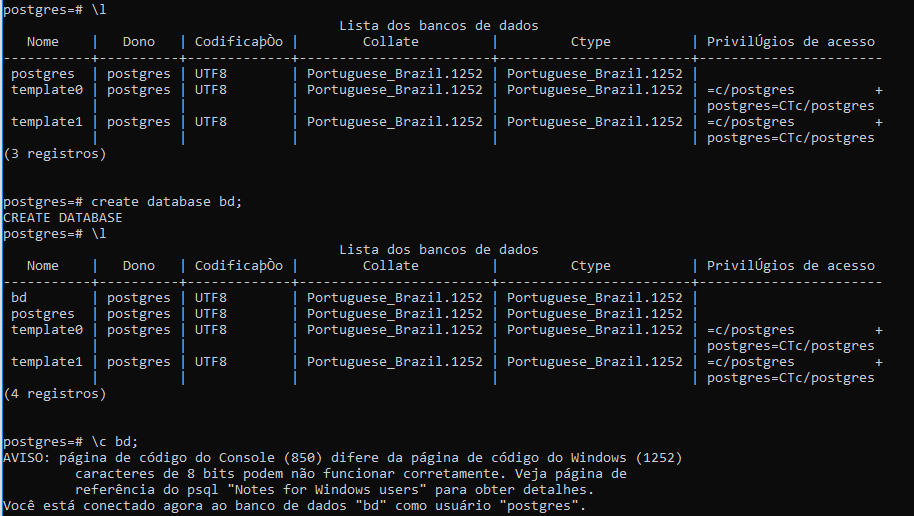 postgres=# \l
Lista dos bancos de dados
Nome | Dono | CodificaþÒo | Collate | Ctype | PrivilÚgios de acesso
-----------+----------+-------------+-------------------------+-------------------------+-----------------------
postgres | postgres | UTF8 | Portuguese_Brazil.1252 | Portuguese_Brazil.1252 |
template0 | postgres | UTF8 | Portuguese_Brazil.1252 | Portuguese_Brazil.1252 | =c/postgres +
| | | | | postgres=CTc/postgres
template1 | postgres | UTF8 | Portuguese_Brazil.1252 | Portuguese_Brazil.1252 | =c/postgres +
| | | | | postgres=CTc/postgres
(3 registros)
postgres=# create database bd;
CREATE DATABASE
postgres=# \l
Lista dos bancos de dados
Nome | Dono | CodificaþÒo | Collate | Ctype | PrivilÚgios de acesso
-----------+----------+-------------+-------------------------+-------------------------+-----------------------
bd | postgres | UTF8 | Portuguese_Brazil.1252 | Portuguese_Brazil.1252 |
postgres | postgres | UTF8 | Portuguese_Brazil.1252 | Portuguese_Brazil.1252 |
template0 | postgres | UTF8 | Portuguese_Brazil.1252 | Portuguese_Brazil.1252 | =c/postgres +
| | | | | postgres=CTc/postgres
template1 | postgres | UTF8 | Portuguese_Brazil.1252 | Portuguese_Brazil.1252 | =c/postgres +
| | | | | postgres=CTc/postgres
(4 registros)
postgres=# \c bd;
AVISO: página de código do Console (850) difere da página de código do Windows (1252)
caracteres de 8 bits podem não funcionar corretamente. Veja página de
referência do psql "Notes for Windows users" para obter detalhes.
Você está conectado agora ao banco de dados "bd" como usuário "postgres".